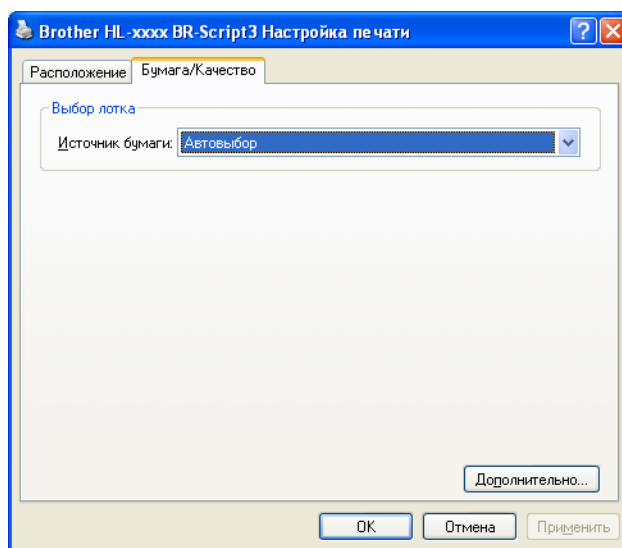 Brother HL-xxxx BR-Script3 Настройка печати
Расположение Бумага/Качество
Выбор лотка
Источник бумаги: Автовыбор
Дополнительно...
OK Отмена Применить